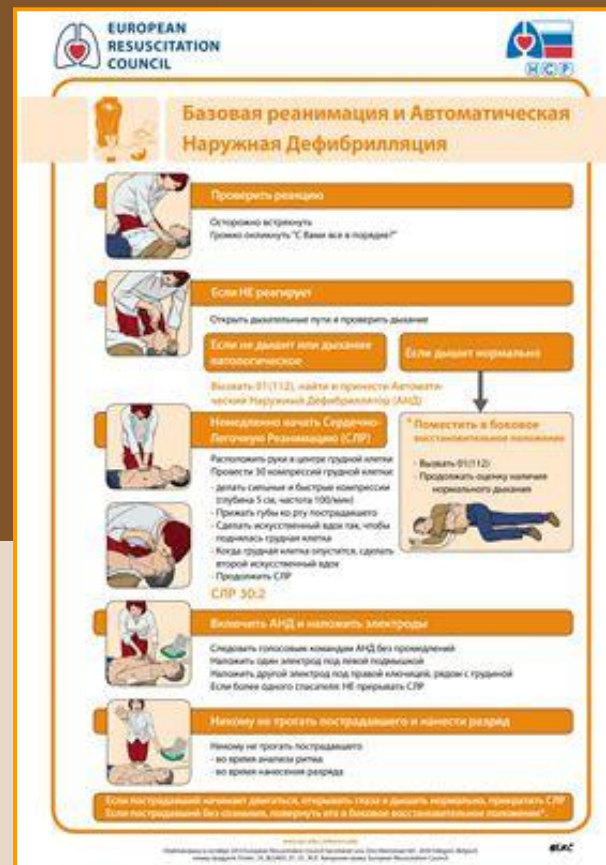 EUROPEAN
RESUSCITATION
COUNCIL
НСР
Базовая реанимация и Автоматическая
Наружная Дефибрилляция
Проверить реакцию
Осторожно встряхнуть
Громко окликнуть "С Вами все в порядке?"
Если НЕ реагирует
Открыть дыхательные пути и проверить дыхание
Если не дышит или дыхание
патологическое
Если дышит нормально
Вызвать 01(112), найти и принести Автомати-
ческий Наружный Дефибриллятор (АНД)
Немедленно начать Сердечно-
Легочную Реанимацию (СЛР)
Расположить руки в центре грудной клетки
Провести 30 компрессий грудной клетки:
- делать сильные и быстрые компрессии
(глубина 5 см, частота 100/мин)
- Прижать губы ко рту пострадавшего
- Сделать искусственный вдох так, чтобы
поднялась грудная клетка
- Когда грудная клетка опустится, сделать
второй искусственный вдох
- Продолжить СЛР
СЛР 30:2
* Поместить в боковое
восстановительное положение
- Вызвать 01(112)
- Продолжать оценку наличия
нормального дыхания
Включить АНД и наложить электроды
Следовать голосовым командам АНД без промедлений
Наложить один электрод под левой подмышкой
Наложить другой электрод под правой ключицей, рядом с грудиной
Если более одного спасателя: НЕ прерывать СЛР
Никому не трогать пострадавшего и нанести разряд
Никому не трогать пострадавшего
- во время анализа ритма
- во время нанесения разряда
Если пострадавший начинает двигаться, открывать глаза и дышать нормально, прекратить СЛР
Если пострадавший без сознания, повернуть его в боковое восстановительное положение*.
European Resuscitation Council